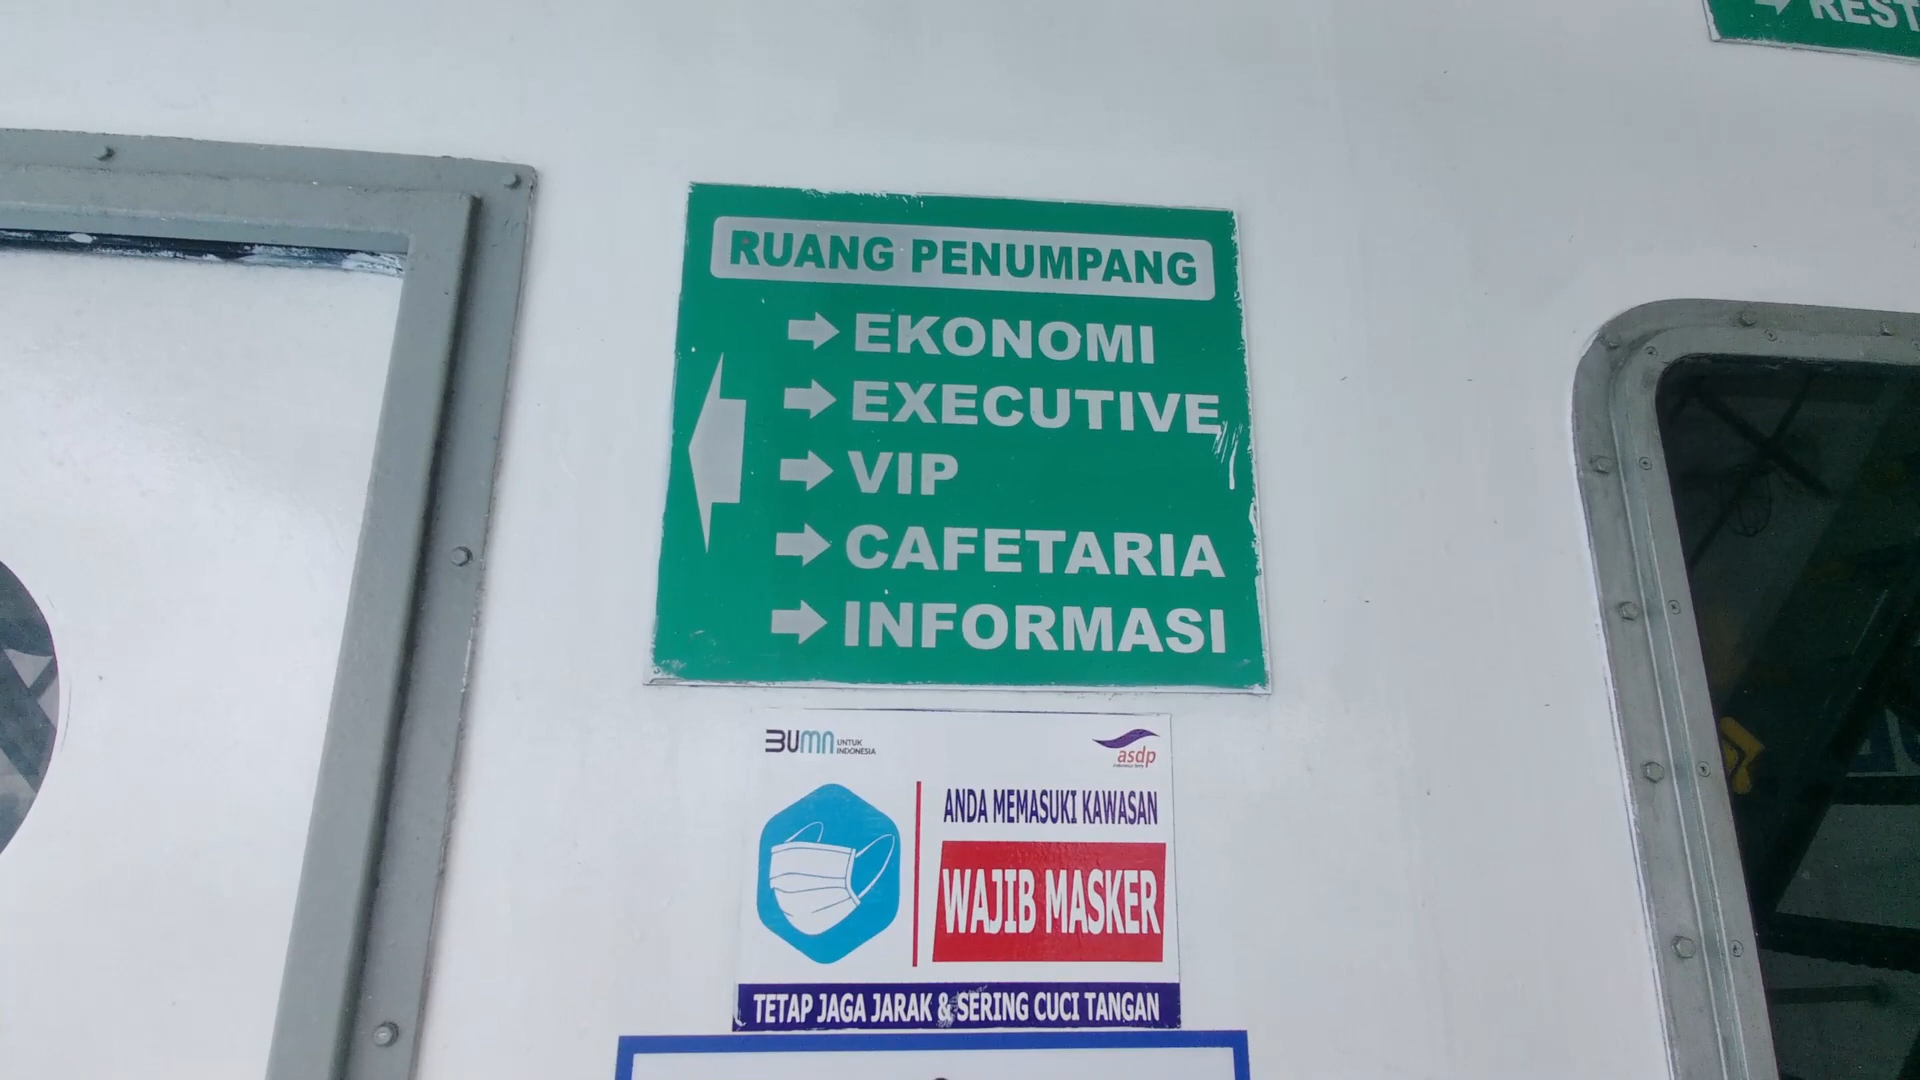 REST
RUANG PENUMPANG
EKONOMI
EXECUTIVE
VIP
CAFETARIA
INFORMASI
BUMN UNTUK INDONESIA
asdp
ANDA MEMASUKI KAWASAN
WAJIB MASKER
TETAP JAGA JARAK & SERING CUCI TANGAN